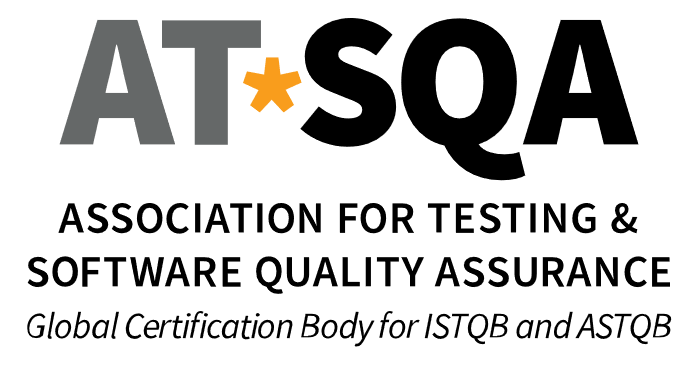 AT*SQA
ASSOCIATION FOR TESTING &
SOFTWARE QUALITY ASSURANCE
Global Certification Body for ISTQB and ASTQB